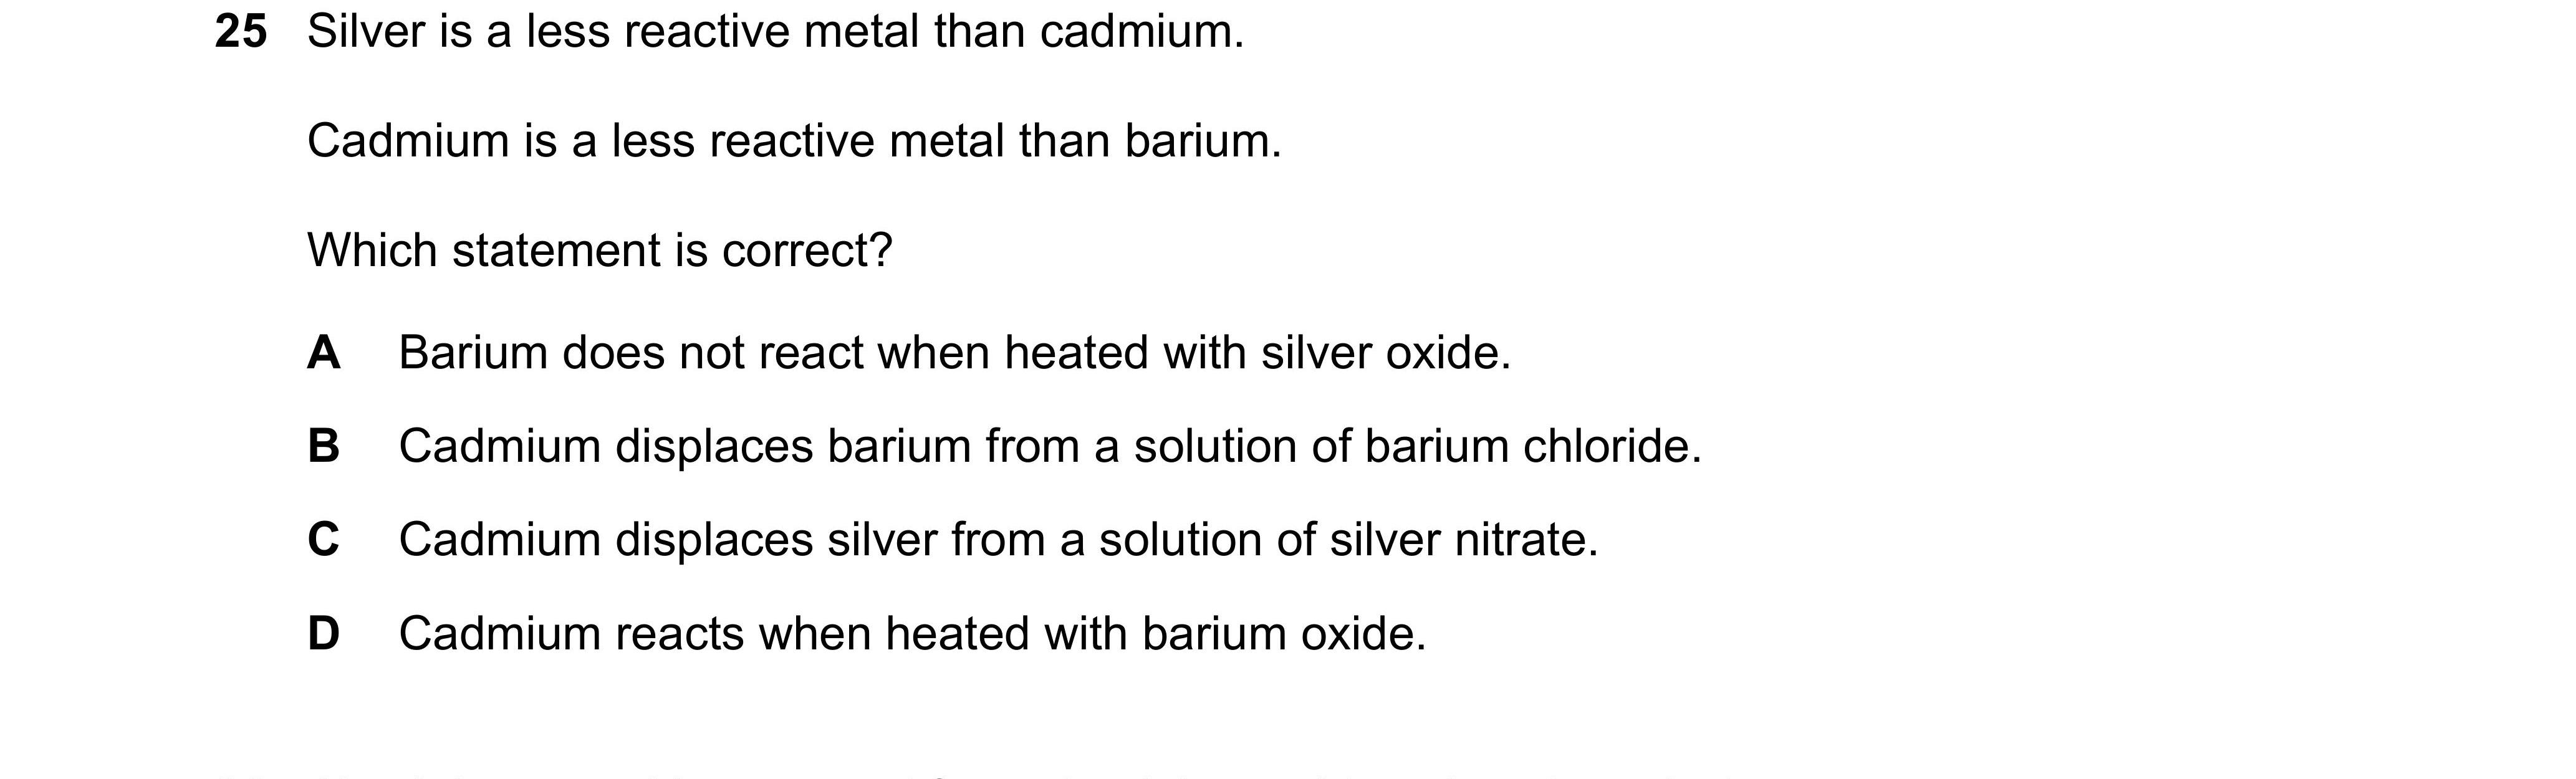 25 Silver is a less reactive metal than cadmium.
Cadmium is a less reactive metal than barium.
Which statement is correct?
A Barium does not react when heated with silver oxide.
B Cadmium displaces barium from a solution of barium chloride.
C Cadmium displaces silver from a solution of silver nitrate.
D Cadmium reacts when heated with barium oxide.